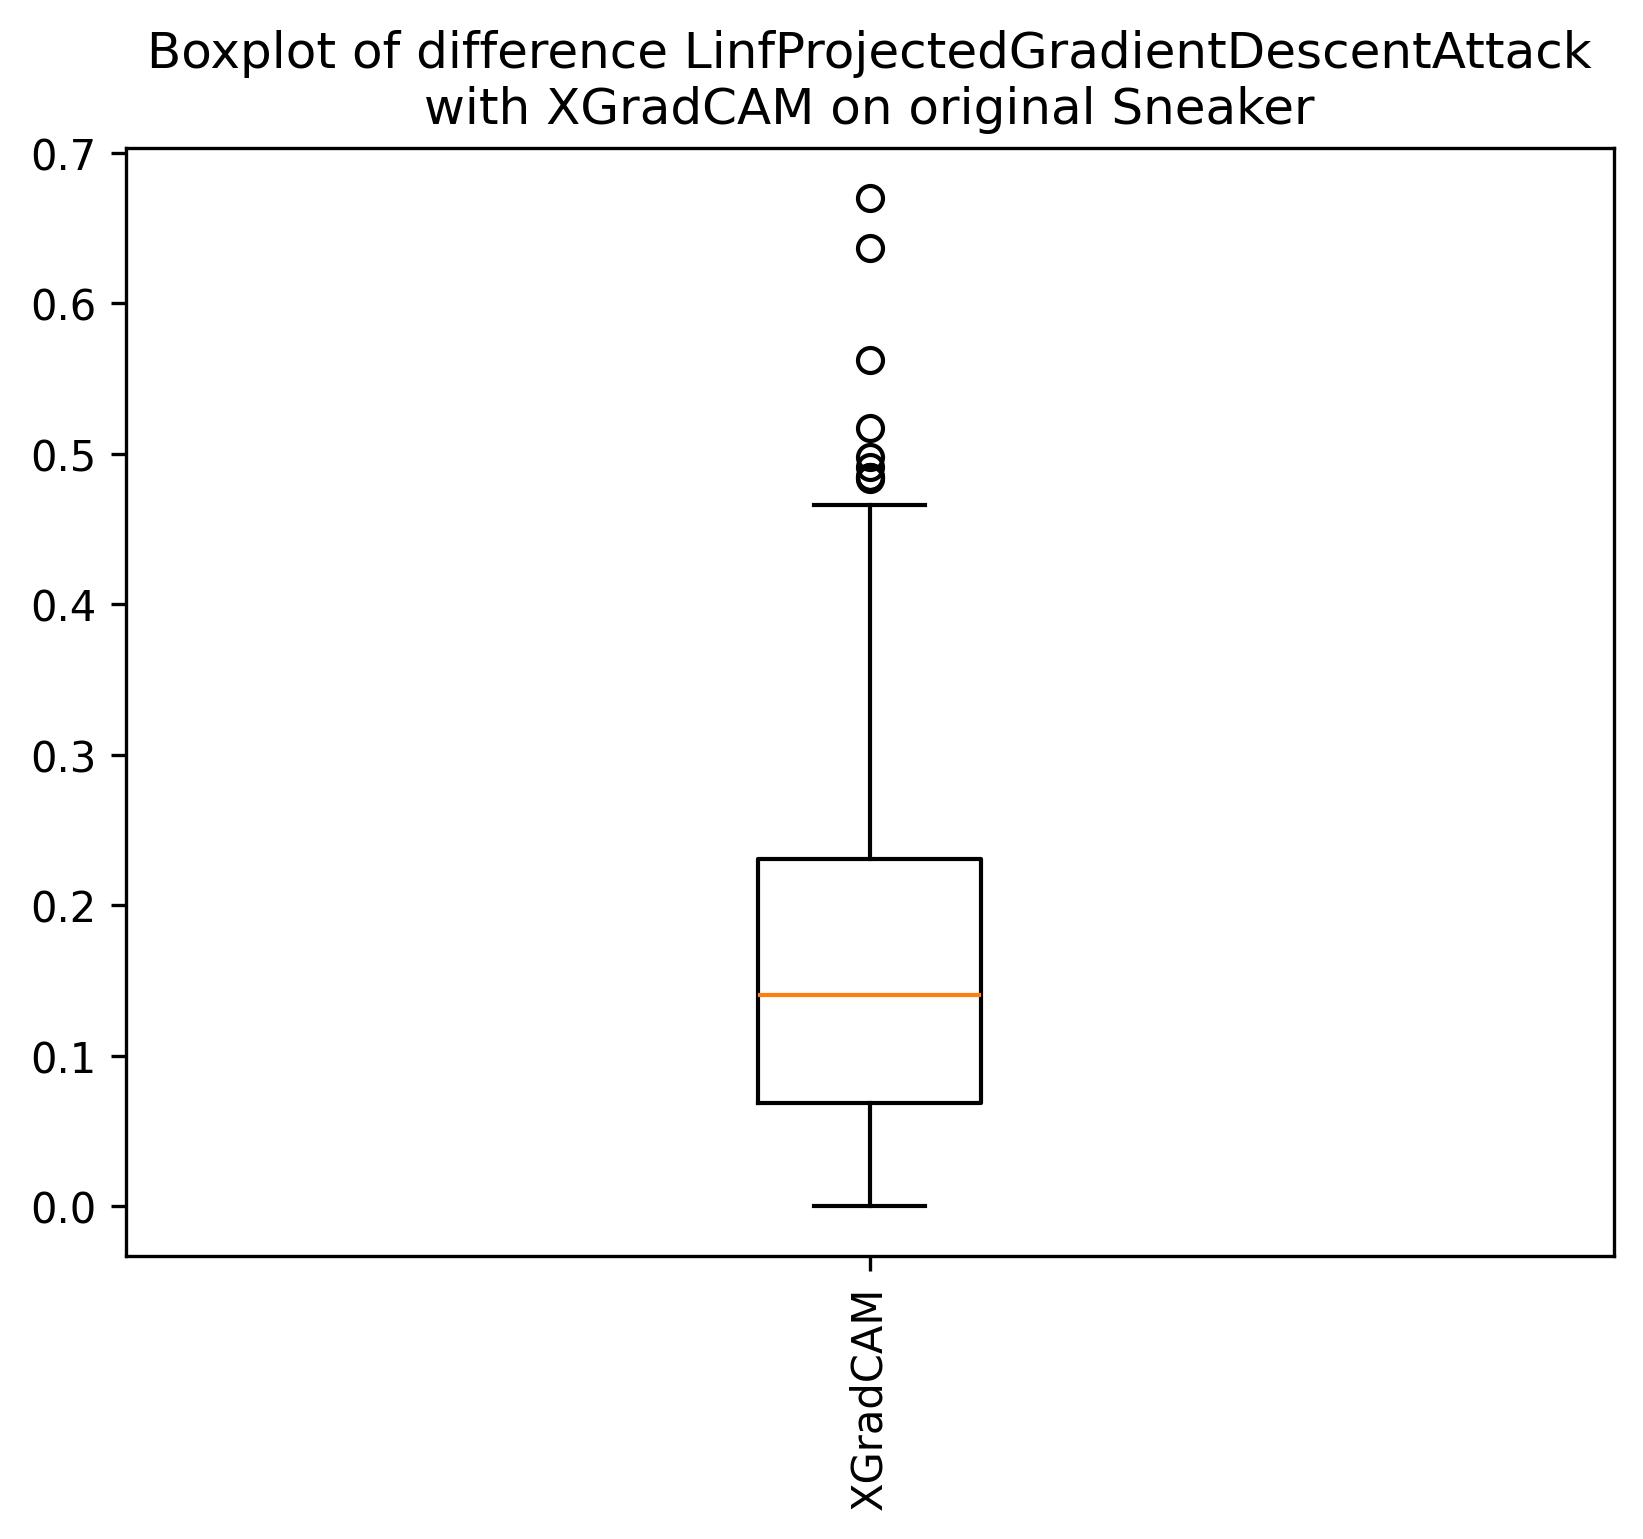 Boxplot of difference LinfProjectedGradientDescentAttack
with XGradCAM on original Sneaker
0.7
0.6
0.5
0.4
0.3
0.2
0.1
0.0
XGradCAM